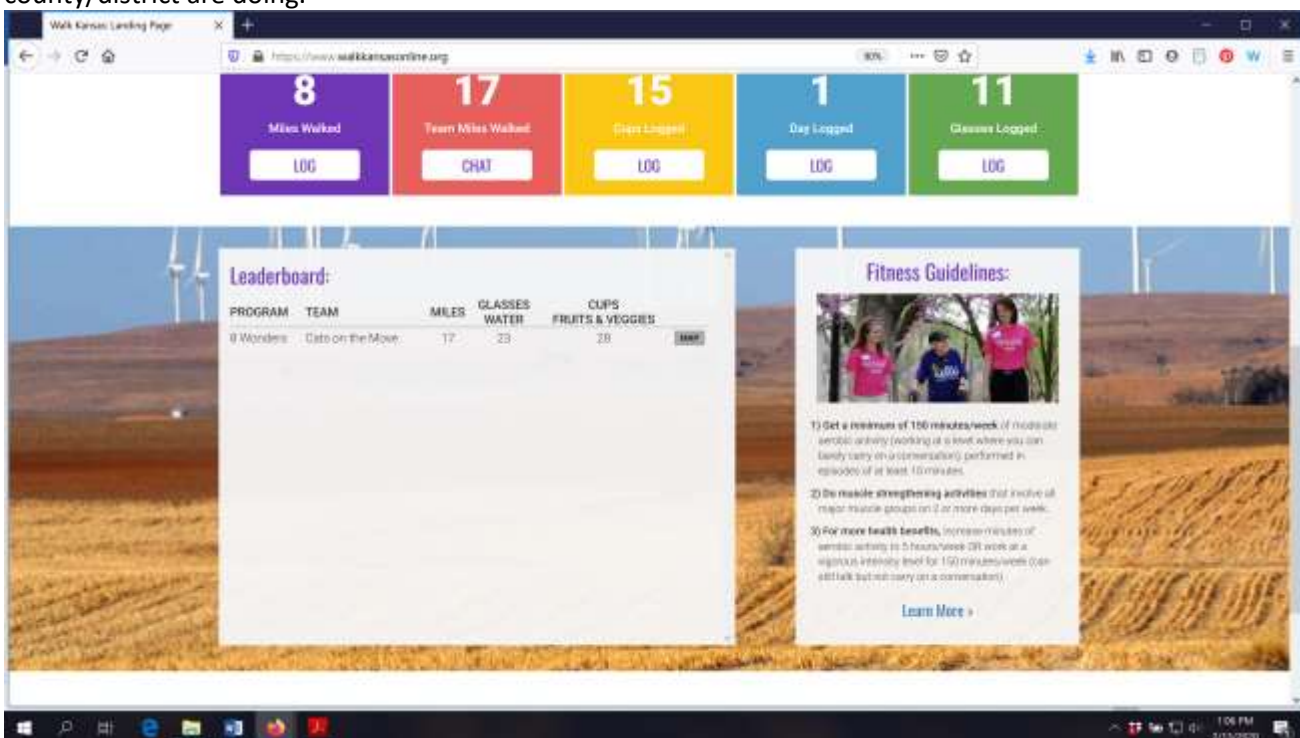 county/district are doing.
Walk Kansas Landing Page
https://www.walkkansasonline.org
80%
8 17 15 1 11
Miles Walked Team Miles Walked Cups Logged Day Logged Glasses Logged
LOG CHAT LOG LOG LOG
Leaderboard:
PROGRAM TEAM MILES GLASSES WATER CUPS FRUITS & VEGGIES
8 Wonders Cats on the Move 17 23 28 MAP
Fitness Guidelines:
1) Get a minimum of 150 minutes/week of moderate
aerobic activity (working at a level where you can
barely carry on a conversation) performed in
episodes of at least 10 minutes.
2) Do muscle strengthening activities that involve all
major muscle groups on 2 or more days per week.
3) For more health benefits, increase minutes of
aerobic activity to 5 hours/week OR work at a
vigorous intensity level for 150 minutes/week (can
still talk but not carry on a conversation)
Learn More »
1:06 PM